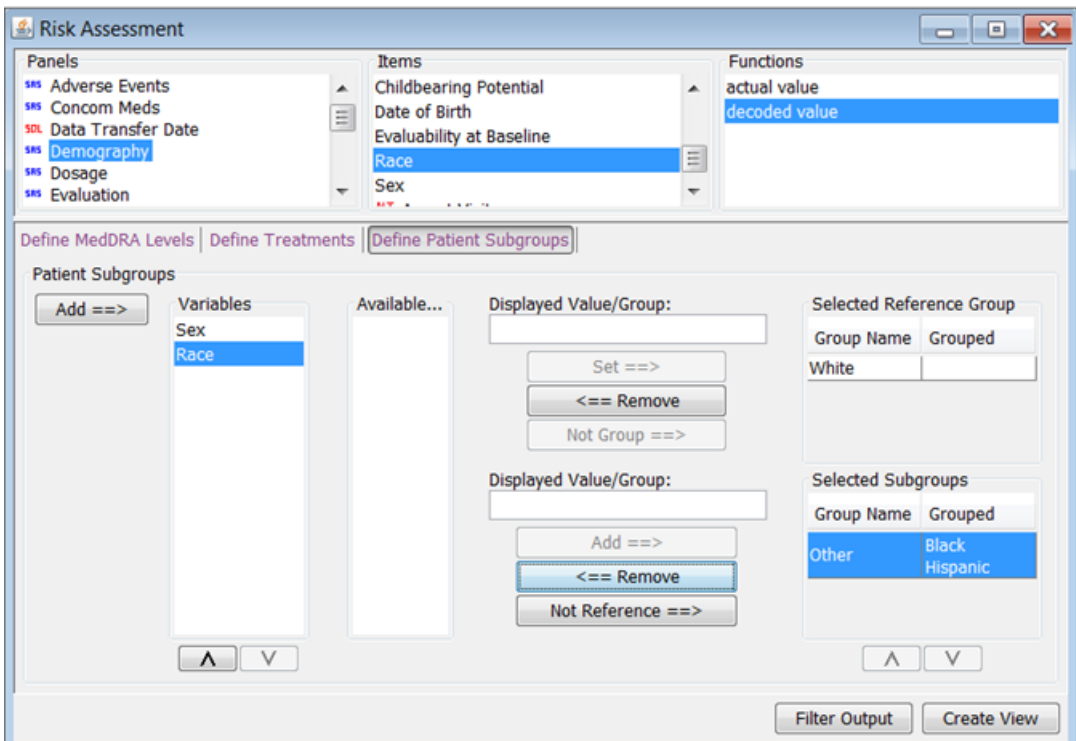 Risk Assessment
Panels
SRS Adverse Events
SRS Concom Meds
SDL Data Transfer Date
SRS Demography
SRS Dosage
SRS Evaluation
Items
Childbearing Potential
Date of Birth
Evaluability at Baseline
Race
Sex
Functions
actual value
decoded value
Define MedDRA Levels
Define Treatments
Define Patient Subgroups
Patient Subgroups
Add ==>
Variables
Sex
Race
Available...
Displayed Value/Group:
Set ==>
<== Remove
Not Group ==>
Displayed Value/Group:
Add ==>
<== Remove
Not Reference ==>
Selected Reference Group
Group Name Grouped
White
Selected Subgroups
Group Name Grouped
Other
Black
Hispanic
Filter Output
Create View